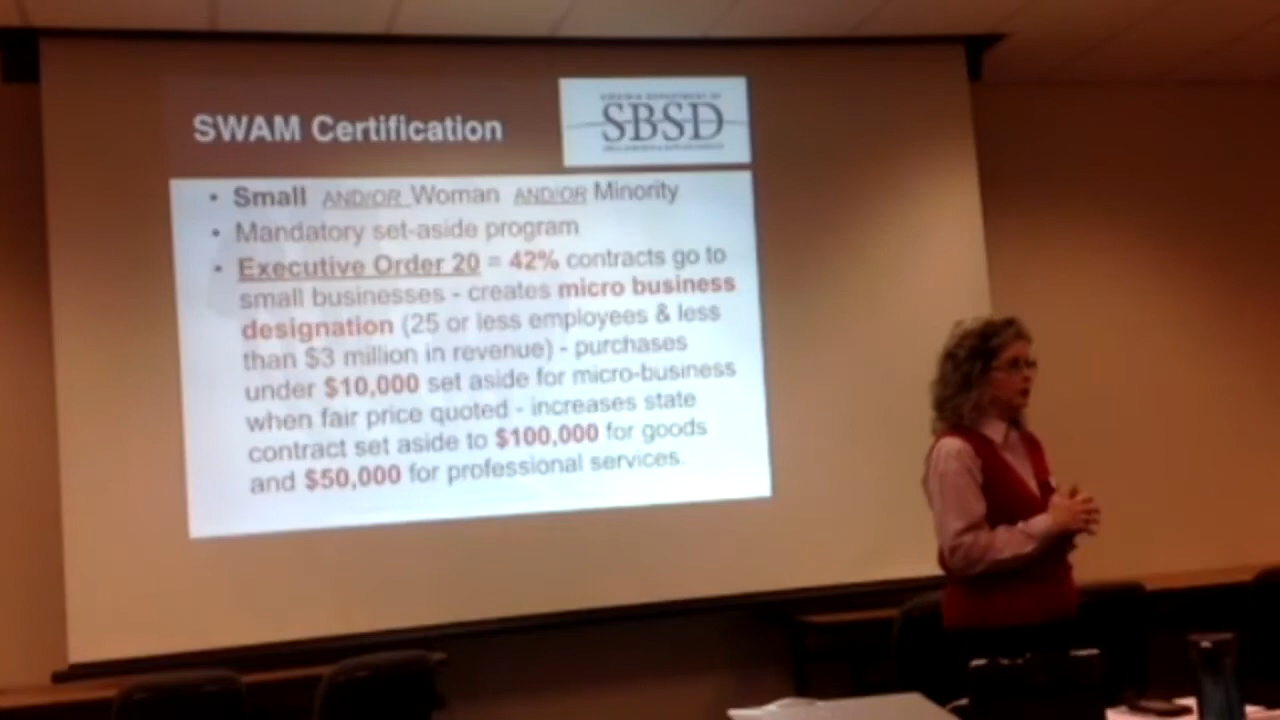 SWAM Certification
VIRGINIA DEPARTMENT OF
SBSD
• Small AND/OR Woman AND/OR Minority
• Mandatory set-aside program
• Executive Order 20 = 42% contracts go to
small businesses - creates micro business
designation (25 or less employees & less
than $3 million in revenue) - purchases
under $10,000 set aside for micro-business
when fair price quoted - increases state
contract set aside to $100,000 for goods
and $50,000 for professional services.